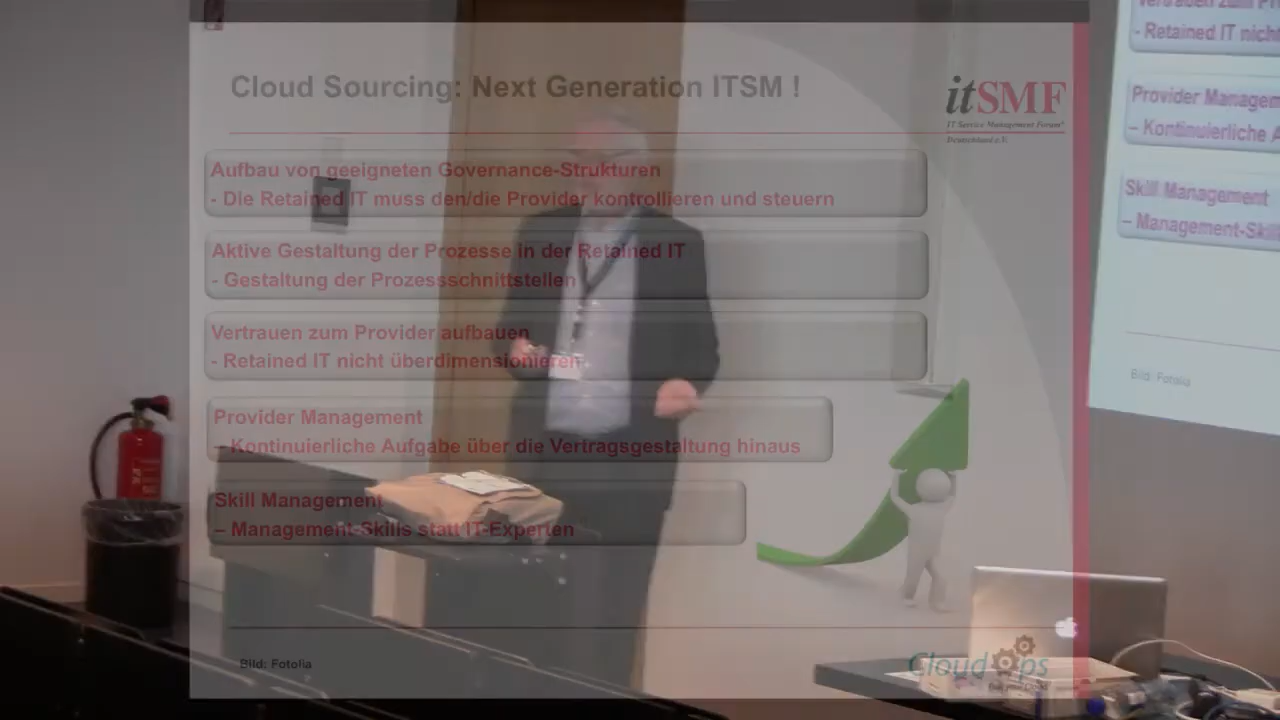 Cloud Sourcing: Next Generation ITSM !
itSMF
IT Service Management Forum®
Deutschland e.V.
Aufbau von geeigneten Governance-Strukturen
- Die Retained IT muss den/die Provider kontrollieren und steuern
Aktive Gestaltung der Prozesse in der Retained IT
- Gestaltung der Prozessschnittstellen
Vertrauen zum Provider aufbauen
- Retained IT nicht überdimensionieren
Provider Management
- Kontinuierliche Aufgabe über die Vertragsgestaltung hinaus
Skill Management
– Management-Skills statt IT-Experten
Bild: Fotolia
CloudOps
- Retained IT nicht
Provider Managem
– Kontinuierliche A
Skill Management
– Management-Skil
Bild: Fotolia